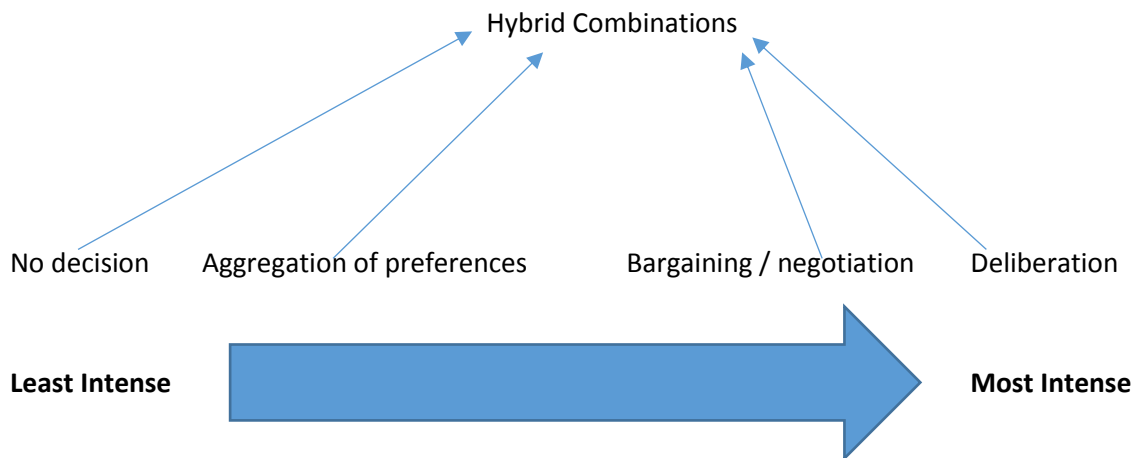 Hybrid Combinations
No decision Aggregation of preferences Bargaining / negotiation Deliberation
Least Intense Most Intense